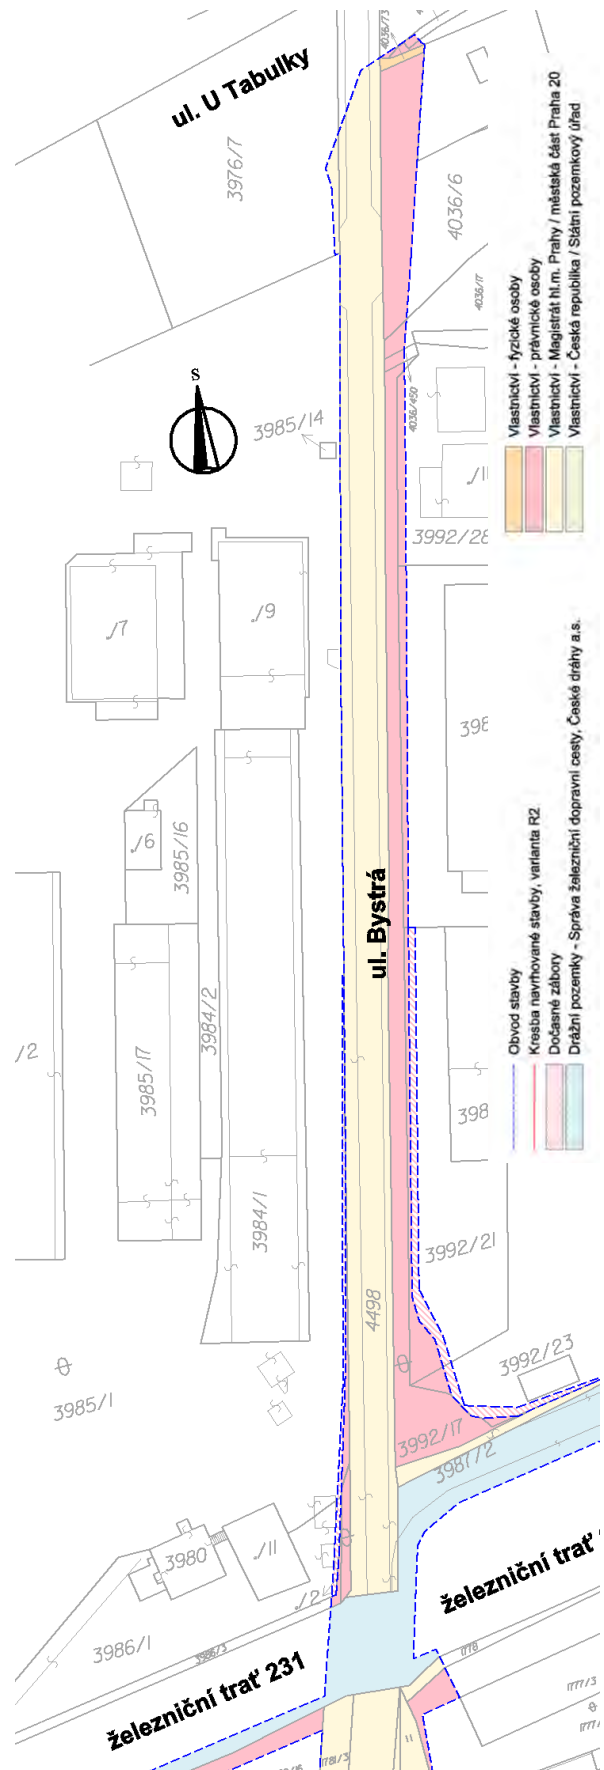 4036/73
ul. U Tabulky
3976/7
4036/6
4036/17
S
3985/14
4036/450
./11
3992/28
./7
./9
398
./6
3985/16
ul. Bystrá
3984/2
/2
3985/17
398
3984/1
3992/21
4498
3992/23
3985/1
3992/17
3987/2
3980
./11
./2
železniční trať
3986/1
3986/3
1778
železniční trať 231
1777/3
1777/
1781/3
11
Vlastnictví - fyzické osoby
Vlastnictví - právnické osoby
Vlastnictví - Magistrát hl.m. Prahy / městská část Praha 20
Vlastnictví - Česká republika / Státní pozemkový úřad
Obvod stavby
Kresba navrhované stavby, varianta R2
Dočasné zábory
Drážní pozemky - Správa železniční dopravní cesty, České dráhy a.s.